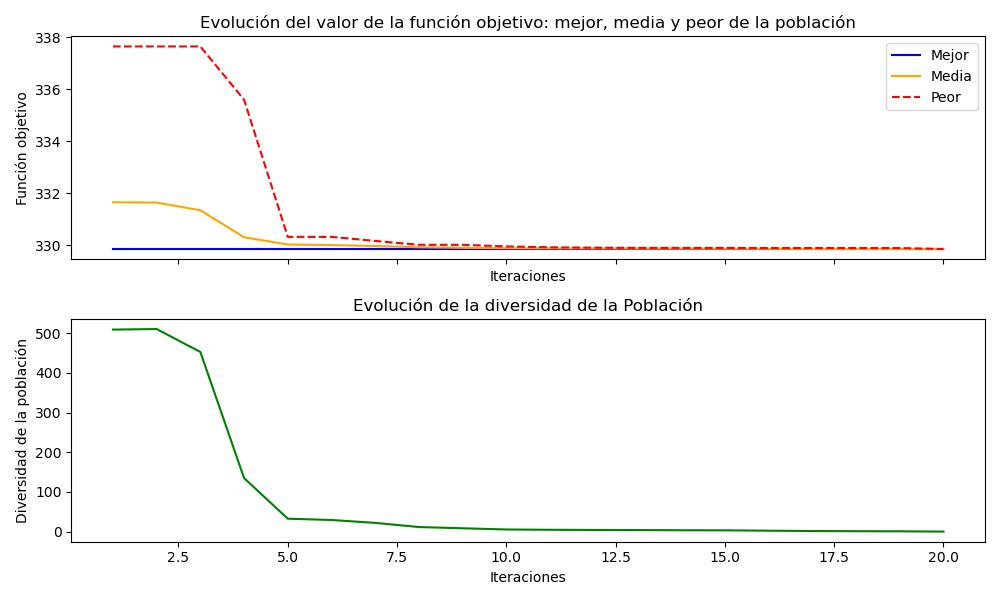 Evolución del valor de la función objetivo: mejor, media y peor de la población
338
336
334
332
330
Función objetivo
Mejor
Media
Peor
Iteraciones
Evolución de la diversidad de la Población
500
400
300
200
100
0
Diversidad de la población
2.5 5.0 7.5 10.0 12.5 15.0 17.5 20.0
Iteraciones